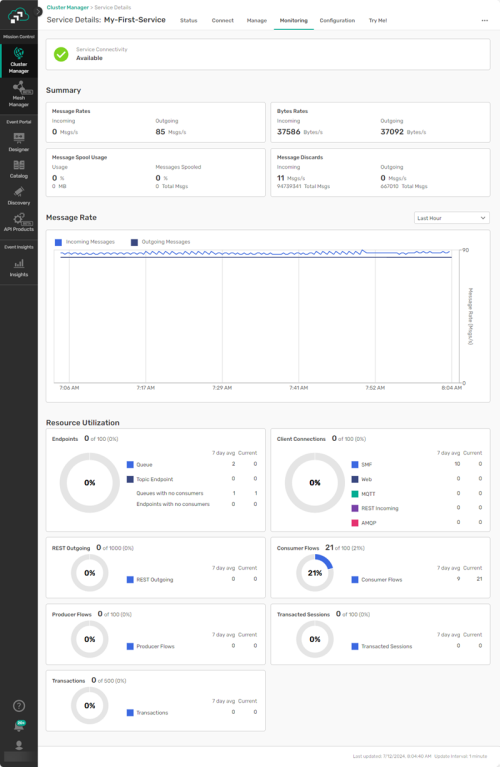 Cluster Manager › Service Details
Service Details: My-First-Service
Status
Connect
Manage
Monitoring
Configuration
Try Me!
Mission Control
Cluster
Manager
BETA
Mesh
Manager
Event Portal
Designer
Catalog
Discovery
BETA
API Products
Event Insights
Insights
Service Connectivity
Available
Summary
Message Rates
Incoming
Outgoing
0 Msgs/s
85 Msgs/s
Bytes Rates
Incoming
Outgoing
37586 Bytes/s
37092 Bytes/s
Message Spool Usage
Usage
Messages Spooled
0 %
0 %
0 MB
0 Total Msgs
Message Discards
Incoming
Outgoing
11 Msgs/s
0 Msgs/s
94739341 Total Msgs
667010 Total Msgs
Message Rate
Last Hour
Incoming Messages
Outgoing Messages
90
Message Rate (Msgs/s)
0
7:06 AM
7:17 AM
7:29 AM
7:41 AM
7:52 AM
8:04 AM
Resource Utilization
Endpoints 0 of 100 (0%)
7 day avg Current
0%
Queue 2 0
Topic Endpoint 0 0
Queues with no consumers 1 1
Endpoints with no consumers 0 0
Client Connections 0 of 100 (0%)
7 day avg Current
0%
SMF 10 0
Web 0 0
MQTT 0 0
REST Incoming 0 0
AMQP 0 0
REST Outgoing 0 of 1000 (0%)
7 day avg Current
0%
REST Outgoing 0 0
Consumer Flows 21 of 100 (21%)
7 day avg Current
21%
Consumer Flows 9 21
Producer Flows 0 of 100 (0%)
7 day avg Current
0%
Producer Flows 0 0
Transacted Sessions 0 of 100 (0%)
7 day avg Current
0%
Transacted Sessions 0 0
Transactions 0 of 500 (0%)
7 day avg Current
0%
Transactions 0 0
Last updated: 7/12/2024, 8:04:40 AM Update Interval: 1 minute